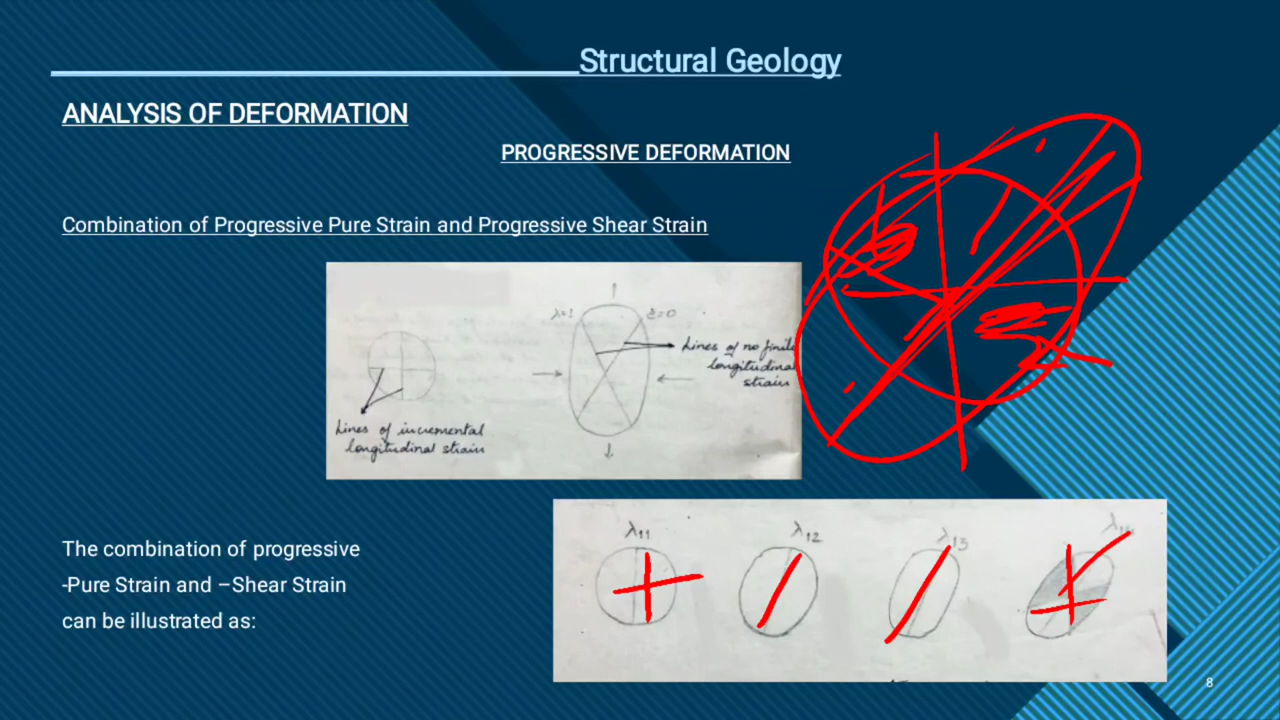 Structural Geology
ANALYSIS OF DEFORMATION
PROGRESSIVE DEFORMATION
Combination of Progressive Pure Strain and Progressive Shear Strain
λ=1
e=0
Lines of no finite
longitudinal
strain
Lines of incremental
longitudinal strain
The combination of progressive
-Pure Strain and –Shear Strain
can be illustrated as:
λ11
λ12
λ13
8